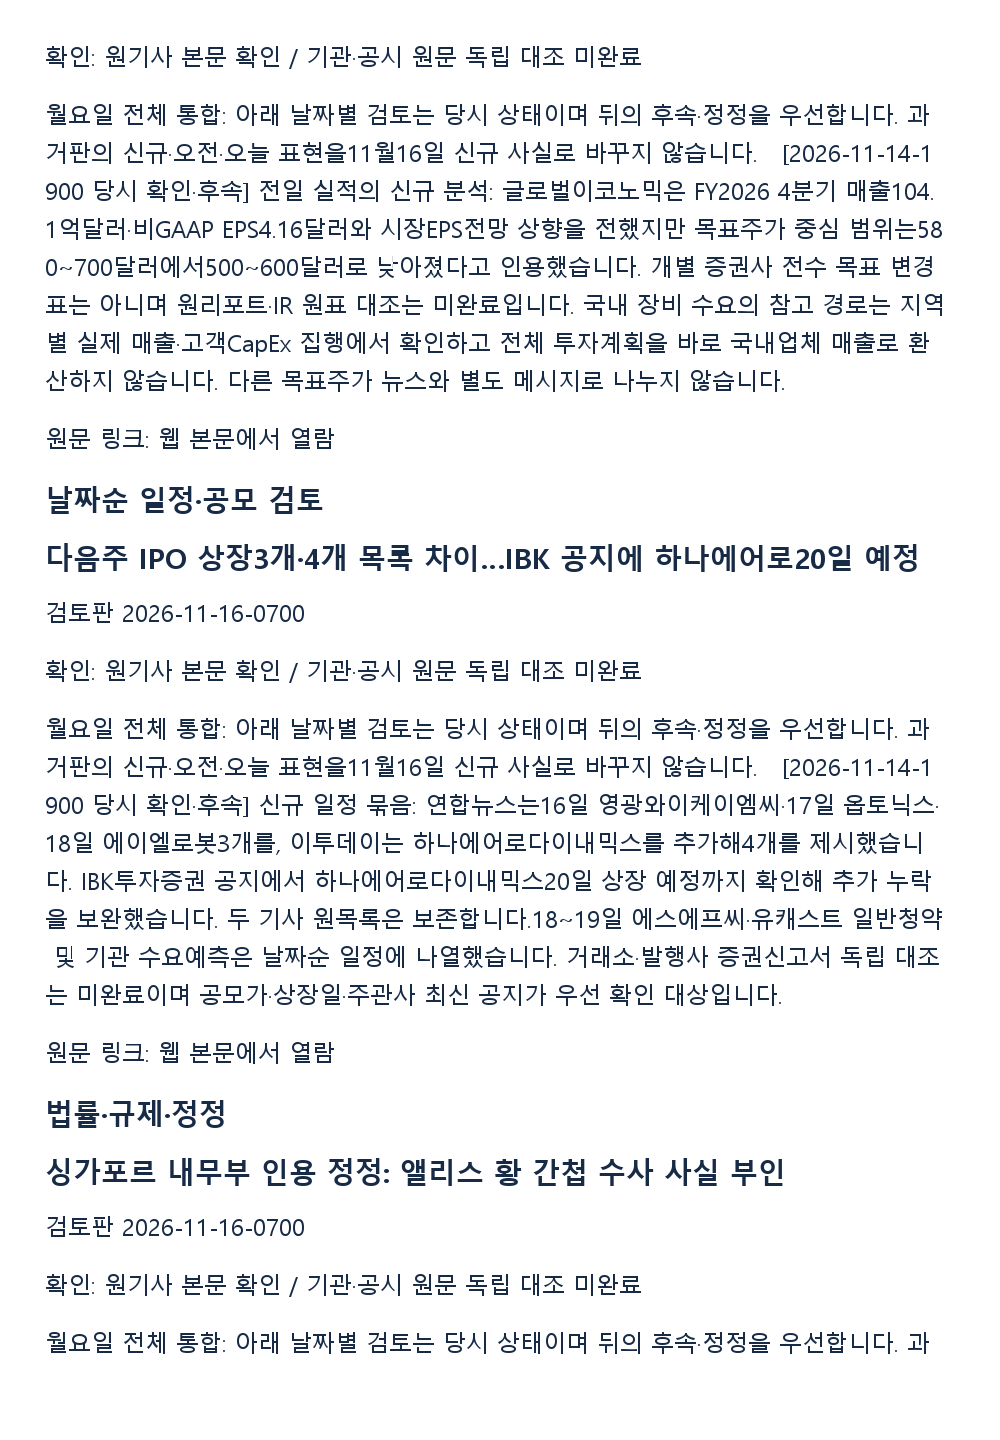 확인: 원기사 본문 확인 / 기관·공시 원문 독립 대조 미완료
월요일 전체 통합: 아래 날짜별 검토는 당시 상태이며 뒤의 후속·정정을 우선합니다. 과
거판의 신규·오전·오늘 표현을11월16일 신규 사실로 바꾸지 않습니다.   [2026-11-14-1
900 당시 확인·후속] 전일 실적의 신규 분석: 글로벌이코노믹은 FY2026 4분기 매출104.
1억달러·비GAAP EPS4.16달러와 시장EPS전망 상향을 전했지만 목표주가 중심 범위는58
0~700달러에서500~600달러로 낮아졌다고 인용했습니다. 개별 증권사 전수 목표 변경
표는 아니며 원리포트·IR 원표 대조는 미완료입니다. 국내 장비 수요의 참고 경로는 지역
별 실제 매출·고객CapEx 집행에서 확인하고 전체 투자계획을 바로 국내업체 매출로 환
산하지 않습니다. 다른 목표주가 뉴스와 별도 메시지로 나누지 않습니다.
원문 링크: 웹 본문에서 열람
날짜순 일정·공모 검토
다음주 IPO 상장3개·4개 목록 차이…IBK 공지에 하나에어로20일 예정
검토판 2026-11-16-0700
확인: 원기사 본문 확인 / 기관·공시 원문 독립 대조 미완료
월요일 전체 통합: 아래 날짜별 검토는 당시 상태이며 뒤의 후속·정정을 우선합니다. 과
거판의 신규·오전·오늘 표현을11월16일 신규 사실로 바꾸지 않습니다.   [2026-11-14-1
900 당시 확인·후속] 신규 일정 묶음: 연합뉴스는16일 영광와이케이엠씨·17일 옵토닉스·
18일 에이엘로봇3개를, 이투데이는 하나에어로다이내믹스를 추가해4개를 제시했습니
다. IBK투자증권 공지에서 하나에어로다이내믹스20일 상장 예정까지 확인해 추가 누락
을 보완했습니다. 두 기사 원목록은 보존합니다.18~19일 에스에프씨·유캐스트 일반청약
및 기관 수요예측은 날짜순 일정에 나열했습니다. 거래소·발행사 증권신고서 독립 대조
는 미완료이며 공모가·상장일·주관사 최신 공지가 우선 확인 대상입니다.
원문 링크: 웹 본문에서 열람
법률·규제·정정
싱가포르 내무부 인용 정정: 앨리스 황 간첩 수사 사실 부인
검토판 2026-11-16-0700
확인: 원기사 본문 확인 / 기관·공시 원문 독립 대조 미완료
월요일 전체 통합: 아래 날짜별 검토는 당시 상태이며 뒤의 후속·정정을 우선합니다. 과